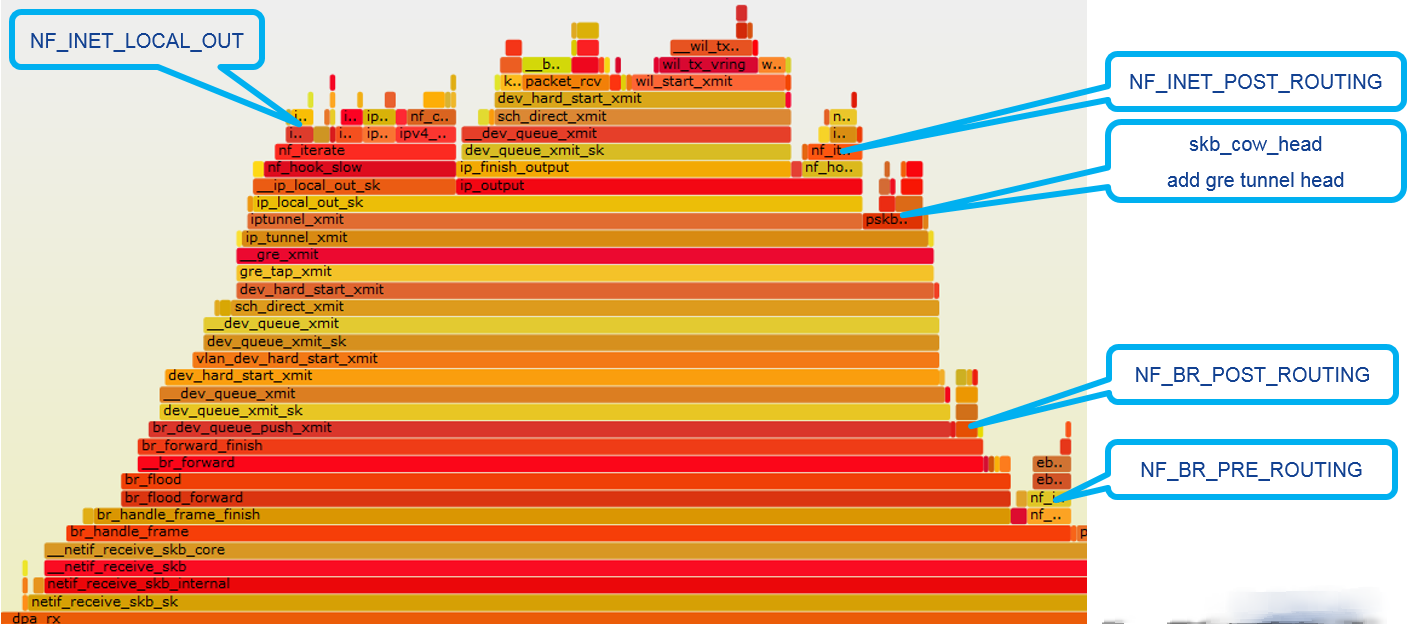 NF_INET_LOCAL_OUT
__wil_tx..
__b..
wil_tx_vring
w..
k..
packet_rcv
wil_start_xmit
NF_INET_POST_ROUTING
dev_hard_start_xmit
i..
i..
ip..
nf_c..
sch_direct_xmit
n..
i..
i..
ip..
ipv4_..
__dev_queue_xmit
i..
skb_cow_head
nf_iterate
dev_queue_xmit_sk
nf_it..
nf_hook_slow
ip_finish_output
nf_ho..
add gre tunnel head
__ip_local_out_sk
ip_output
ip_local_out_sk
iptunnel_xmit
pskb..
ip_tunnel_xmit
__gre_xmit
gre_tap_xmit
dev_hard_start_xmit
sch_direct_xmit
__dev_queue_xmit
dev_queue_xmit_sk
vlan_dev_hard_start_xmit
dev_hard_start_xmit
NF_BR_POST_ROUTING
__dev_queue_xmit
dev_queue_xmit_sk
br_dev_queue_push_xmit
br_forward_finish
__br_forward
eb..
NF_BR_PRE_ROUTING
br_flood
eb..
br_flood_forward
nf_i..
br_handle_frame_finish
nf_..
br_handle_frame
p
__netif_receive_skb_core
__netif_receive_skb
netif_receive_skb_internal
netif_receive_skb_sk
dpa_rx